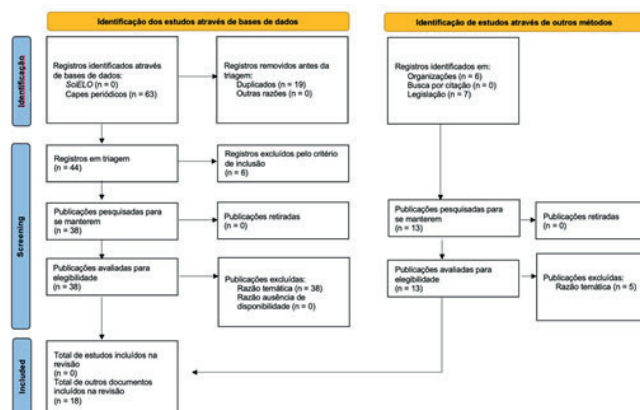 Identificação dos estudos através de bases de dados
Identificação de estudos através de outros métodos
Identificação
Registros identificados através
de bases de dados:
SciELO (n = 0)
Capes periódicos (n = 63)
Registros removidos antes da
triagem:
Duplicados (n = 19)
Outras razões (n = 0)
Registros identificados em:
Organizações (n = 6)
Busca por citação (n = 0)
Legislação (n = 7)
Screening
Registros em triagem
(n = 44)
Registros excluídos pelo critério
de inclusão
(n = 6)
Publicações pesquisadas para
se manterem
(n = 38)
Publicações retiradas
(n = 0)
Publicações pesquisadas para
se manterem
(n = 13)
Publicações retiradas
(n = 0)
Publicações avaliadas para
elegibilidade
(n = 38)
Publicações excluídas:
Razão temática (n = 38)
Razão ausência de
disponibilidade (n = 0)
Publicações avaliadas para
elegibilidade
(n = 13)
Publicações excluídas:
Razão temática (n = 5)
Included
Total de estudos incluídos na
revisão
(n = 0)
Total de outros documentos
incluídos na revisão
(n = 18)